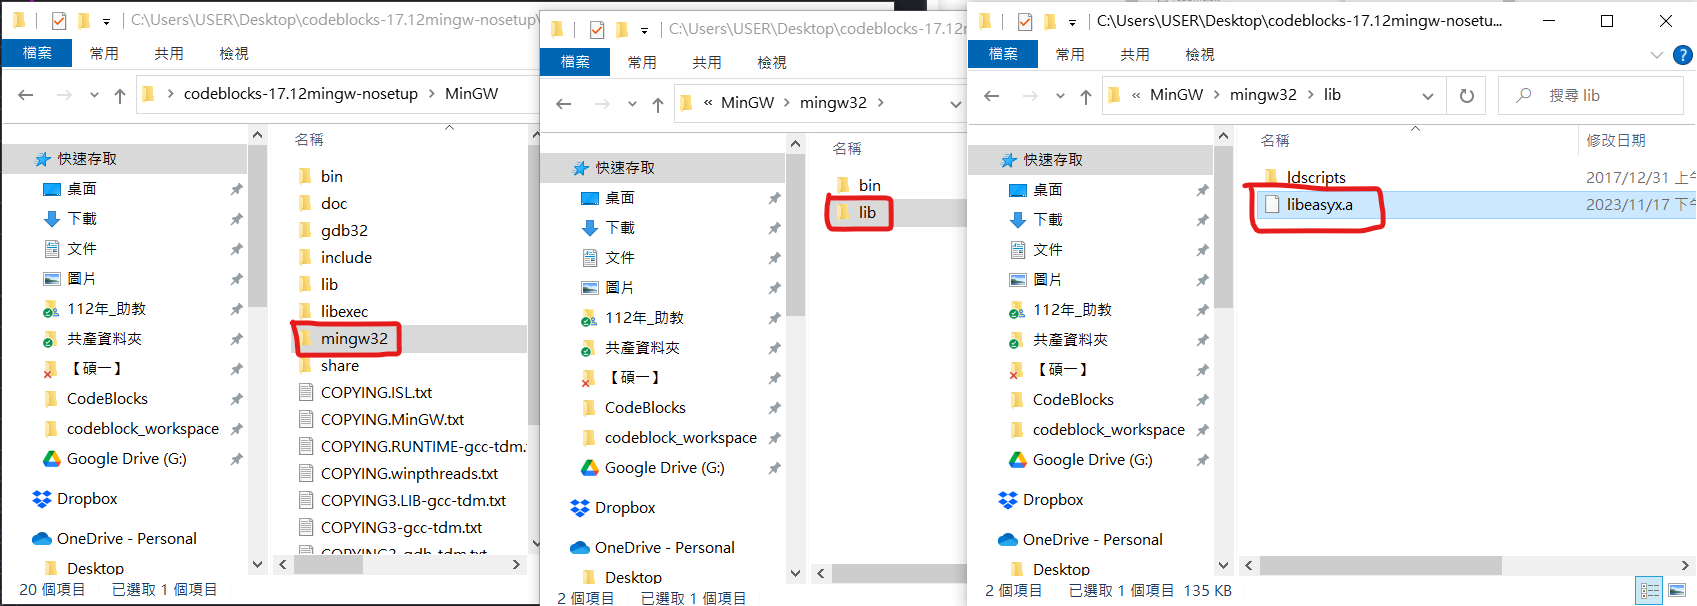 C:\Users\USER\Desktop\codeblocks-17.12mingw-nosetup\
檔案 常用 共用 檢視
codeblocks-17.12mingw-nosetup > MinGW
名稱
快速存取
桌面
下載
文件
圖片
112年_助教
共產資料夾
【碩一】
CodeBlocks
codeblock_workspace
Google Drive (G:)
Dropbox
OneDrive - Personal
Desktop
bin
doc
gdb32
include
lib
libexec
mingw32
share
COPYING.ISL.txt
COPYING.MinGW.txt
COPYING.RUNTIME-gcc-tdm.
COPYING.winpthreads.txt
COPYING3.LIB-gcc-tdm.txt
COPYING3-gcc-tdm.txt
COPYING3-gdb-tdm.txt
20 個項目 已選取 1 個項目
C:\Users\USER\Desktop\codeblocks-17.12m
檔案 常用 共用 檢視
« MinGW > mingw32 >
名稱
快速存取
桌面
下載
文件
圖片
112年_助教
共產資料夾
【碩一】
CodeBlocks
codeblock_workspace
Google Drive (G:)
Dropbox
OneDrive - Personal
Desktop
bin
lib
2 個項目 已選取 1 個項目
C:\Users\USER\Desktop\codeblocks-17.12mingw-nosetu...
檔案 常用 共用 檢視
« MinGW > mingw32 > lib
搜尋 lib
名稱 修改日期
快速存取
桌面
下載
文件
圖片
112年_助教
共產資料夾
【碩一】
CodeBlocks
codeblock_workspace
Google Drive (G:)
Dropbox
OneDrive - Personal
Desktop
ldscripts 2017/12/31 上午
libeasyx.a 2023/11/17 下午
2 個項目 已選取 1 個項目 135 KB